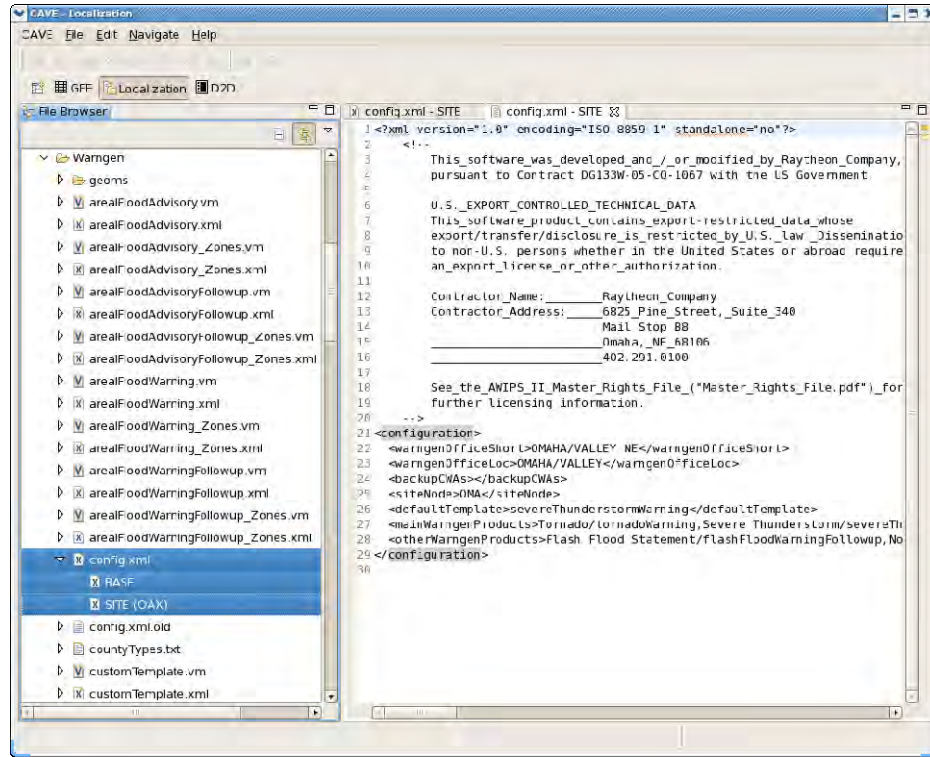 CAVE - Localization
CAVE File Edit Navigate Help
GFE Localization D2D
File Browser
config.xml - SITE config.xml - SITE
Warngen
geoms
arealFloodAdvisory.vm
arealFloodAdvisory.xml
arealFloodAdvisory_Zones.vm
arealFloodAdvisory_Zones.xml
arealFloodAdvisoryFollowup.vm
arealFloodAdvisoryFollowup.xml
arealFloodAdvisoryFollowup_Zones.vm
arealFloodAdvisoryFollowup_Zones.xml
arealFloodWarning.vm
arealFloodWarning.xml
arealFloodWarning_Zones.vm
arealFloodWarning_Zones.xml
arealFloodWarningFollowup.vm
arealFloodWarningFollowup.xml
arealFloodWarningFollowup_Zones.vm
arealFloodWarningFollowup_Zones.xml
config.xml
BASE
SITE (OAX)
config.xml.old
countyTypes.txt
customTemplate.vm
customTemplate.xml
1 <?xml version="1.0" encoding="ISO-8859-1" standalone="no"?>
2 <!--
3 This_software_was_developed_and_/_or_modified_by_Raytheon_Company,
4 pursuant to Contract DG133W-05-CQ-1067 with the US Government
5
6 U.S._EXPORT_CONTROLLED_TECHNICAL_DATA
7 This_software_product_contains_export-restricted_data_whose
8 export/transfer/disclosure_is_restricted_by_U.S._law._Disseminatio
9 to non-U.S. persons whether in the United States or abroad require
10 an_export_license_or_other_authorization.
11
12 Contractor_Name:________Raytheon_Company
13 Contractor_Address:_____6825_Pine_Street,_Suite_340
14 Mail Stop B8
15 ________________________Omaha,_NE_68106
16 ________________________402.291.0100
17
18 See_the_AWIPS_II_Master_Rights_File_("Master_Rights_File.pdf")_for
19 further licensing information.
20 -->
21 <configuration>
22 <warngenOfficeShort>OMAHA/VALLEY NE</warngenOfficeShort>
23 <warngenOfficeLoc>OMAHA/VALLEY</warngenOfficeLoc>
24 <backupCWAs></backupCWAs>
25 <siteNode>OMA</siteNode>
26 <defaultTemplate>severeThunderstormWarning</defaultTemplate>
27 <mainWarngenProducts>Tornado/tornadoWarning,Severe Thunderstorm/severeTh
28 <otherWarngenProducts>Flash Flood Statement/flashFloodWarningFollowup,No
29 </configuration>
30